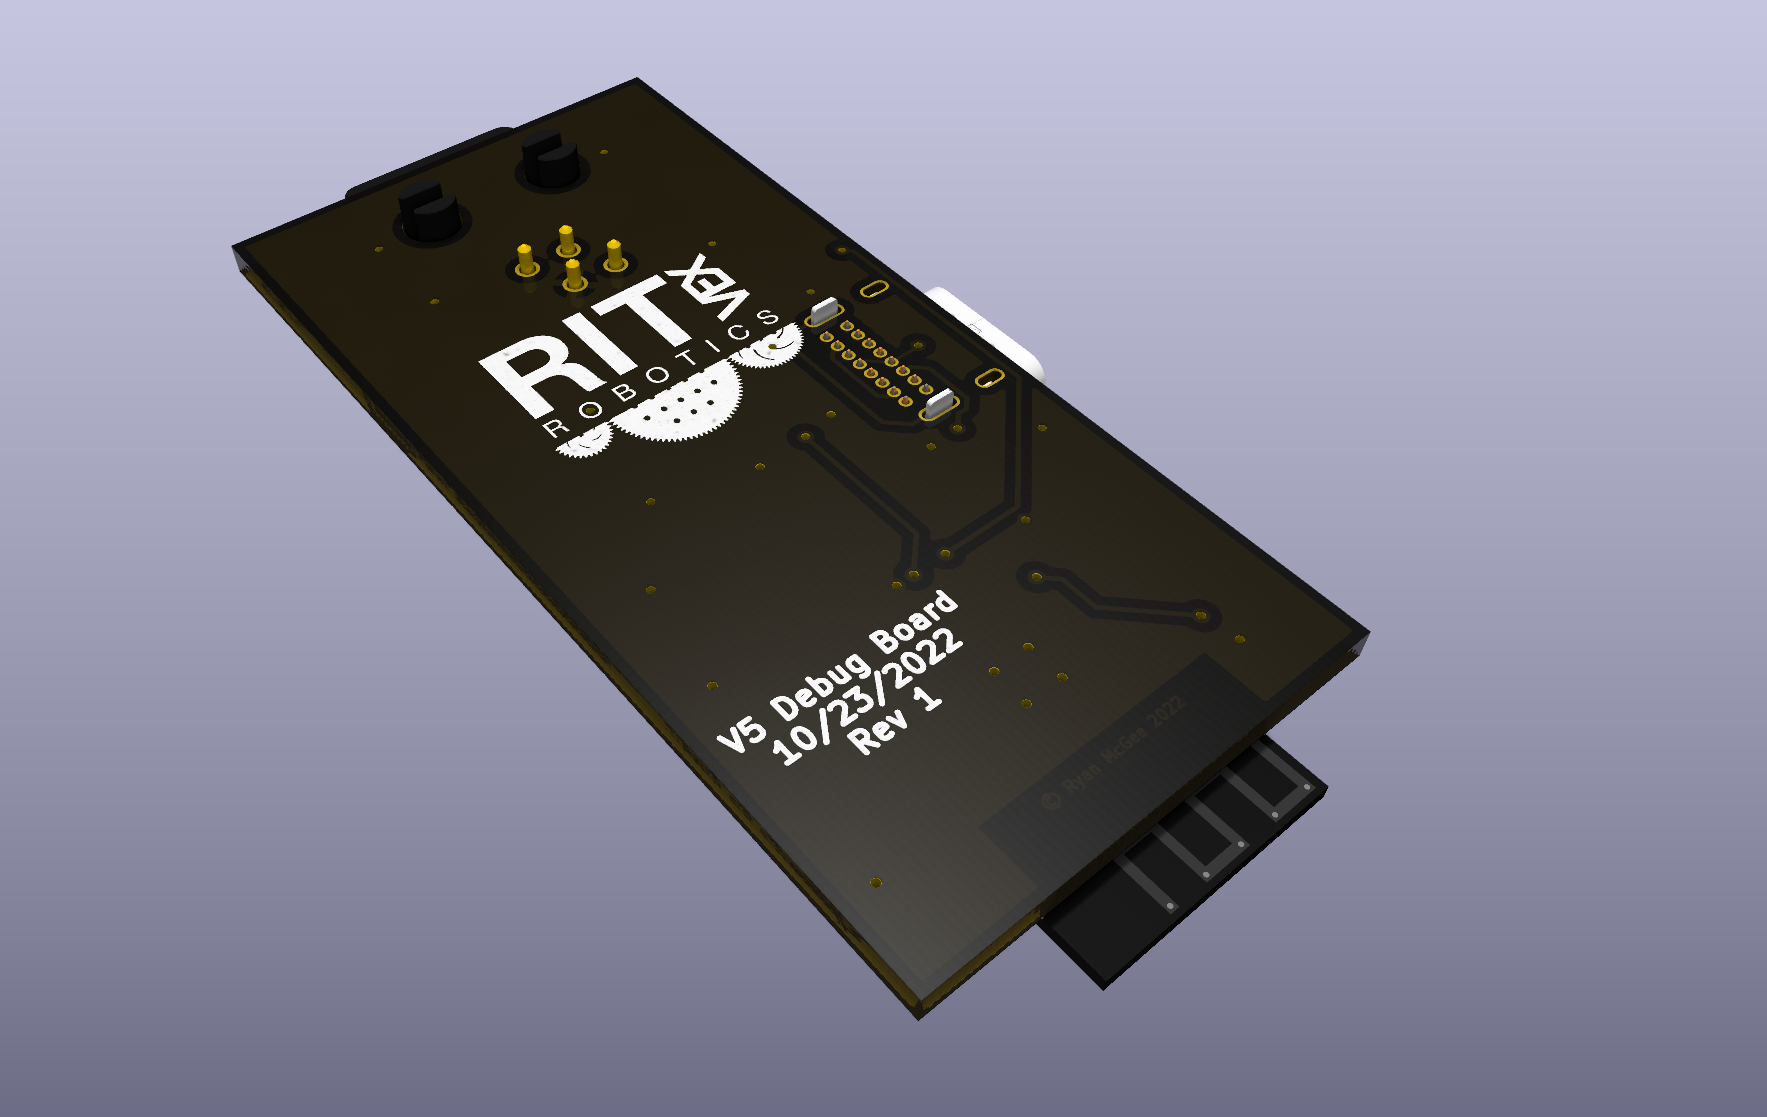 RIT VEX
ROBOTICS
V5 Debug Board
10/23/2022
Rev 1
© Ryan McGee 2022